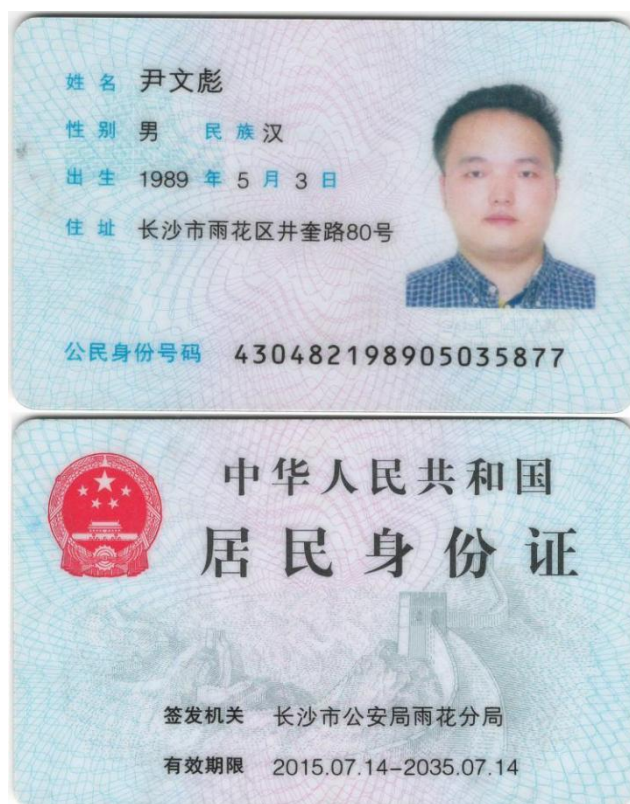 姓名 尹文彪
性别 男 民族 汉
出生 1989 年 5 月 3 日
住址 长沙市雨花区井奎路80号
公民身份号码 430482198905035877
中华人民共和国
居民身份证
签发机关 长沙市公安局雨花分局
有效期限 2015.07.14-2035.07.14